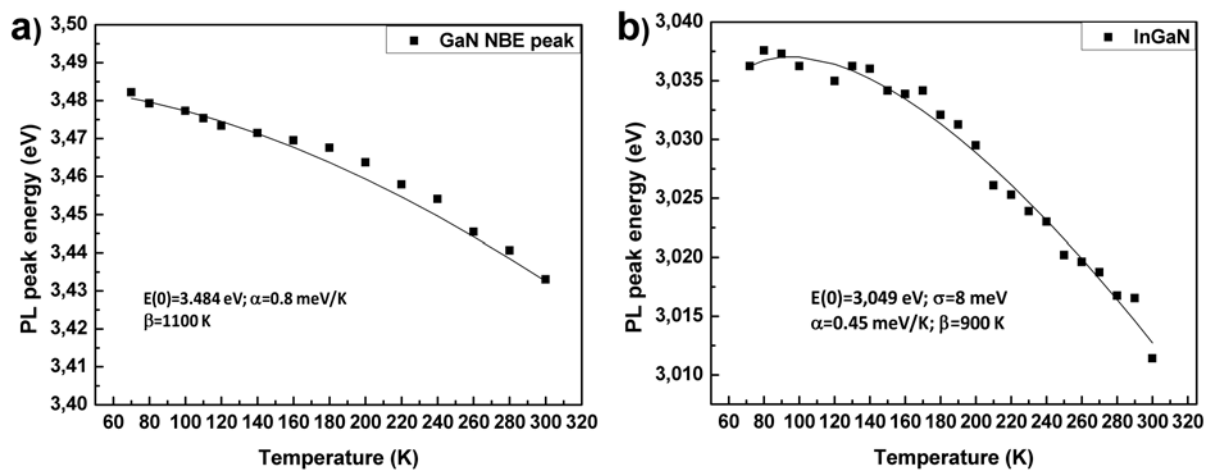 a)
GaN NBE peak
PL peak energy (eV)
3,50
3,49
3,48
3,47
3,46
3,45
3,44
3,43
3,42
3,41
3,40
E(0)=3.484 eV; α=0.8 meV/K
β=1100 K
60 80 100 120 140 160 180 200 220 240 260 280 300 320
Temperature (K)
b)
InGaN
PL peak energy (eV)
3,040
3,035
3,030
3,025
3,020
3,015
3,010
E(0)=3,049 eV; σ=8 meV
α=0.45 meV/K; β=900 K
60 80 100 120 140 160 180 200 220 240 260 280 300 320
Temperature (K)